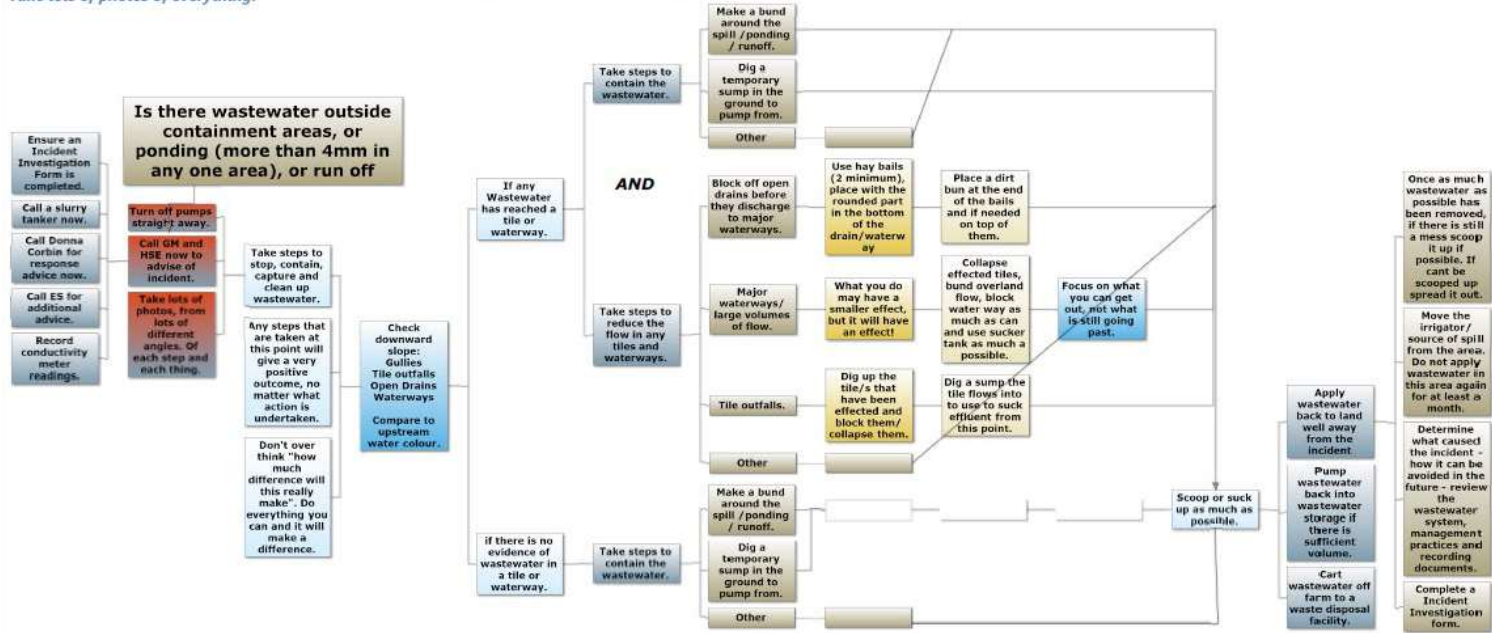 Take lots of photos of everything.
Is there wastewater outside
containment areas, or
ponding (more than 4mm in
any one area), or run off
Ensure an
Incident
Investigation
Form is
completed.
Call a slurry
tanker now.
Call Donna
Corbin for
response
advice now.
Call ES for
additional
advice.
Record
conductivity
meter
readings.
Turn off pumps
straight away.
Call GM and
HSE now to
advise of
incident.
Take lots of
photos, from
lots of
different
angles. Of
each step and
each thing.
Take steps to
stop, contain,
capture and
clean up
wastewater.
Any steps that
are taken at
this point will
give a very
positive
outcome, no
matter what
action is
undertaken.
Don't over
think "how
much
difference will
this really
make". Do
everything you
can and it will
make a
difference.
Check
downward
slope:
Gullies
Tile outfalls
Open Drains
Waterways
Compare to
upstream
water colour.
If any
Wastewater
has reached a
tile or
waterway.
Take steps to
contain the
wastewater.
Make a bund
around the
spill /ponding
/ runoff.
Dig a
temporary
sump in the
ground to
pump from.
Other
AND
Take steps to
reduce the
flow in any
tiles and
waterways.
Block off open
drains before
they discharge
to major
waterways.
Use hay bails
(2 minimum),
place with the
rounded part
in the bottom
of the
drain/waterw
ay
Place a dirt
bun at the end
of the bails
and if needed
on top of
them.
Major
waterways/
large volumes
of flow.
What you do
may have a
smaller effect,
but it will have
an effect!
Collapse
effected tiles,
bund overland
flow, block
water way as
much as can
and use sucker
tank as much a
possible.
Focus on what
you can get
out, not what
is still going
past.
Tile outfalls.
Dig up the
tile/s that
have been
effected and
block them/
collapse them.
Dig a sump the
tile flows into
to use to suck
effluent from
this point.
Other
if there is no
evidence of
wastewater in
a tile or
waterway.
Take steps to
contain the
wastewater.
Make a bund
around the
spill /ponding
/ runoff.
Dig a
temporary
sump in the
ground to
pump from.
Other
Scoop or suck
up as much as
possible.
Apply
wastewater
back to land
well away
from the
incident
Pump
wastewater
back into
wastewater
storage if
there is
sufficient
volume.
Cart
wastewater off
farm to a
waste disposal
facility.
Once as much
wastewater as
possible has
been removed,
if there is still
a mess scoop
it up if
possible. If
cant be
scooped up
spread it out.
Move the
irrigator/
source of spill
from the area.
Do not apply
wastewater in
this area again
for at least a
month.
Determine
what caused
the incident -
how it can be
avoided in the
future - review
the
wastewater
system,
management
practices and
recording
documents.
Complete a
Incident
Investigation
form.